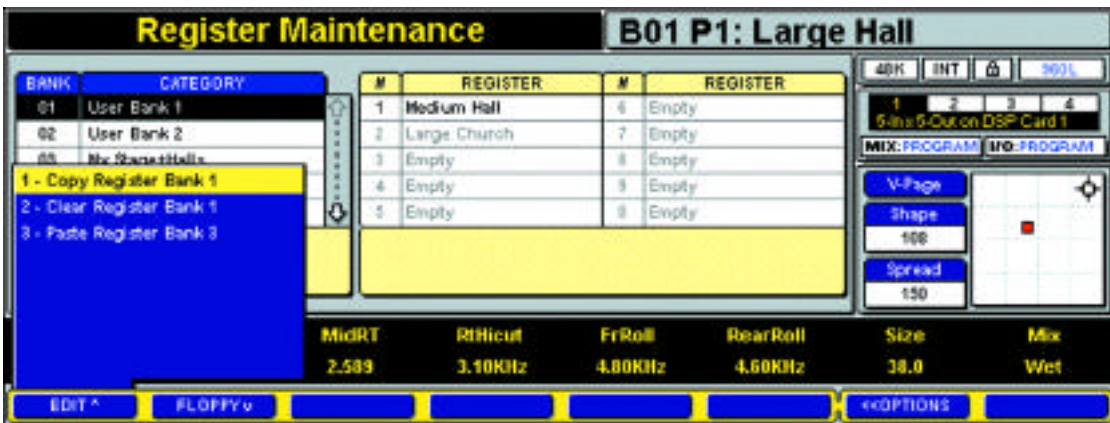 Register Maintenance
B01 P1: Large Hall
BANK CATEGORY
01 User Bank 1
02 User Bank 2
03
# REGISTER # REGISTER
1 Medium Hall 6 Empty
2 Large Church 7 Empty
3 Empty 8 Empty
4 Empty 9 Empty
5 Empty 0 Empty
1 - Copy Register Bank 1
2 - Clear Register Bank 1
3 - Paste Register Bank 3
48K INT 960L
1 2 3 4
5-In x 5-Out on DSP Card 1
MIX:PROGRAM I/O:PROGRAM
V-Page
Shape
108
Spread
150
MidRT RtHicut FrRoll RearRoll Size Mix
2.589 3.10KHz 4.80KHz 4.60KHz 38.0 Wet
EDIT ^ FLOPPY v <<OPTIONS